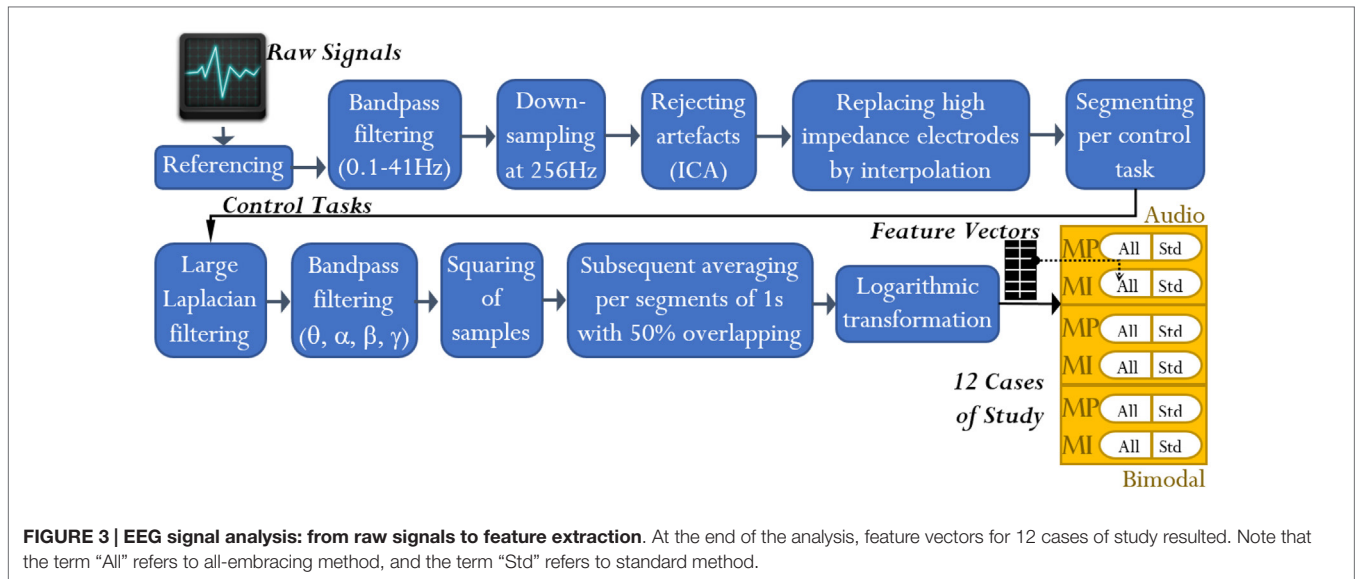 Raw Signals
Referencing
Bandpass
filtering
(0.1-41Hz)
Down-
sampling
at 256Hz
Rejecting
artefacts
(ICA)
Replacing high
impedance electrodes
by interpolation
Segmenting
per control
task
Control Tasks
Large
Laplacian
filtering
Bandpass
filtering
(θ, α, β, γ)
Squaring
of
samples
Subsequent averaging
per segments of 1s
with 50% overlapping
Logarithmic
transformation
Feature Vectors
12 Cases
of Study
Audio
MP All Std
MI All Std
MP All Std
MI All Std
MP All Std
MI All Std
Bimodal
FIGURE 3 | EEG signal analysis: from raw signals to feature extraction. At the end of the analysis, feature vectors for 12 cases of study resulted. Note that
the term “All” refers to all-embracing method, and the term “Std” refers to standard method.